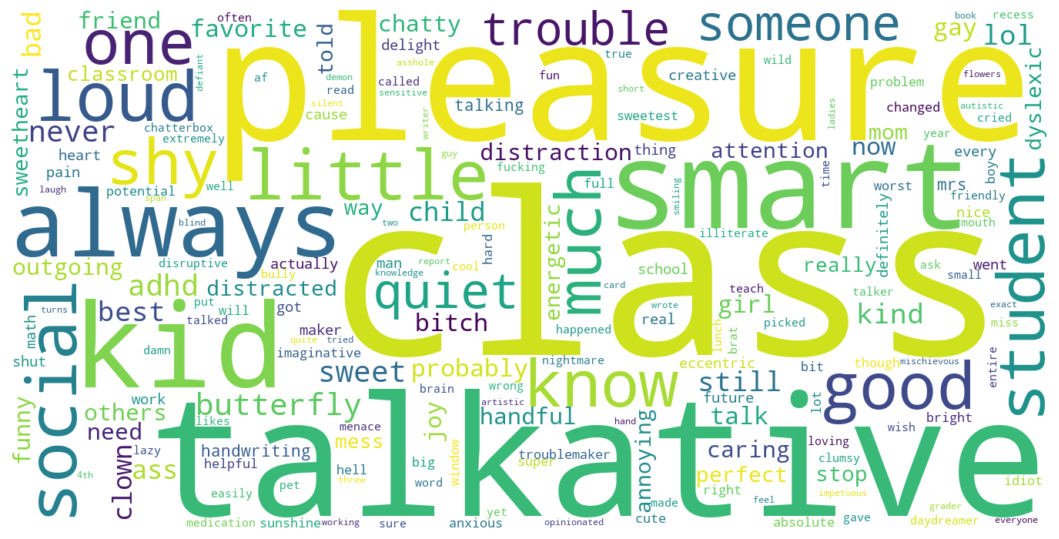 often
book
recess
bad
friend
favorite
one
told
chatty
delight
trouble
someone
true
wild
gay
lol
classroom
defiant
af
demon
read
asshole
called
sensitive
fun
creative
problem
flowers
loud
pleasure
silent
cause
talking
short
changed
autistic
cried
sweetheart
never
chatterbox
extremely
writer
ladies
mom
year
dyslexic
heart
pain
shy
little
distraction
thing
attention
time
now
every
boy
laugh
potential
well
guy
fucking
full
smiling
worst
mrs
friendly
span
way
child
much
smart
nice
mouth
always
blind
two
person
hard
energetic
illiterate
definitely
student
outgoing
disruptive
actually
man
report
cool
school
really
ask
went
bully
knowledge
class
talker
small
adhd
distracted
quiet
card
wrote
teach
girl
kind
exact
social
math
turns
best
put
will
got
bitch
happened
real
picked
miss
kid
talked
maker
lunch
brat
shut
damn
quite
tried
imaginative
nightmare
eccentric
though
mischievous
entire
sweet
probably
wrong
know
still
bit
good
funny
others
work
butterfly
brain
artistic
handful
hand
future
lot
bright
likes
joy
talk
wish
need
clown
lazy
handwriting
menace
mess
window
troublemaker
annoying
caring
loving
ass
helpful
hell
big
super
perfect
stop
clumsy
idiot
4th
pet
threw
word
right
easily
talkative
made
feel
impetuous
grader
medication
sunshine
working
yet
sure
anxious
opinionated
cute
absolute
gave
daydreamer
everyone